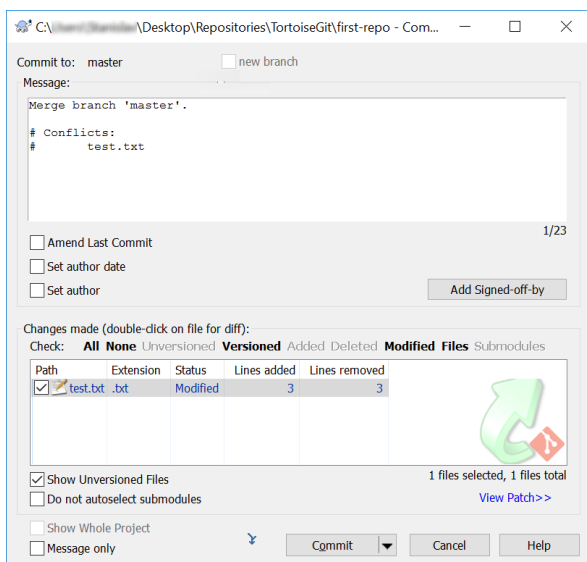 C:\ \Desktop\Repositories\TortoiseGit\first-repo - Com...
Commit to: master new branch
Message:
Merge branch 'master'.
# Conflicts:
# test.txt
1/23
Amend Last Commit
Set author date
Set author
Add Signed-off-by
Changes made (double-click on file for diff):
Check: All None Unversioned Versioned Added Deleted Modified Files Submodules
Path Extension Status Lines added Lines removed
test.txt .txt Modified 3 3
Show Unversioned Files
1 files selected, 1 files total
Do not autoselect submodules
View Patch>>
Show Whole Project
Message only
Commit Cancel Help